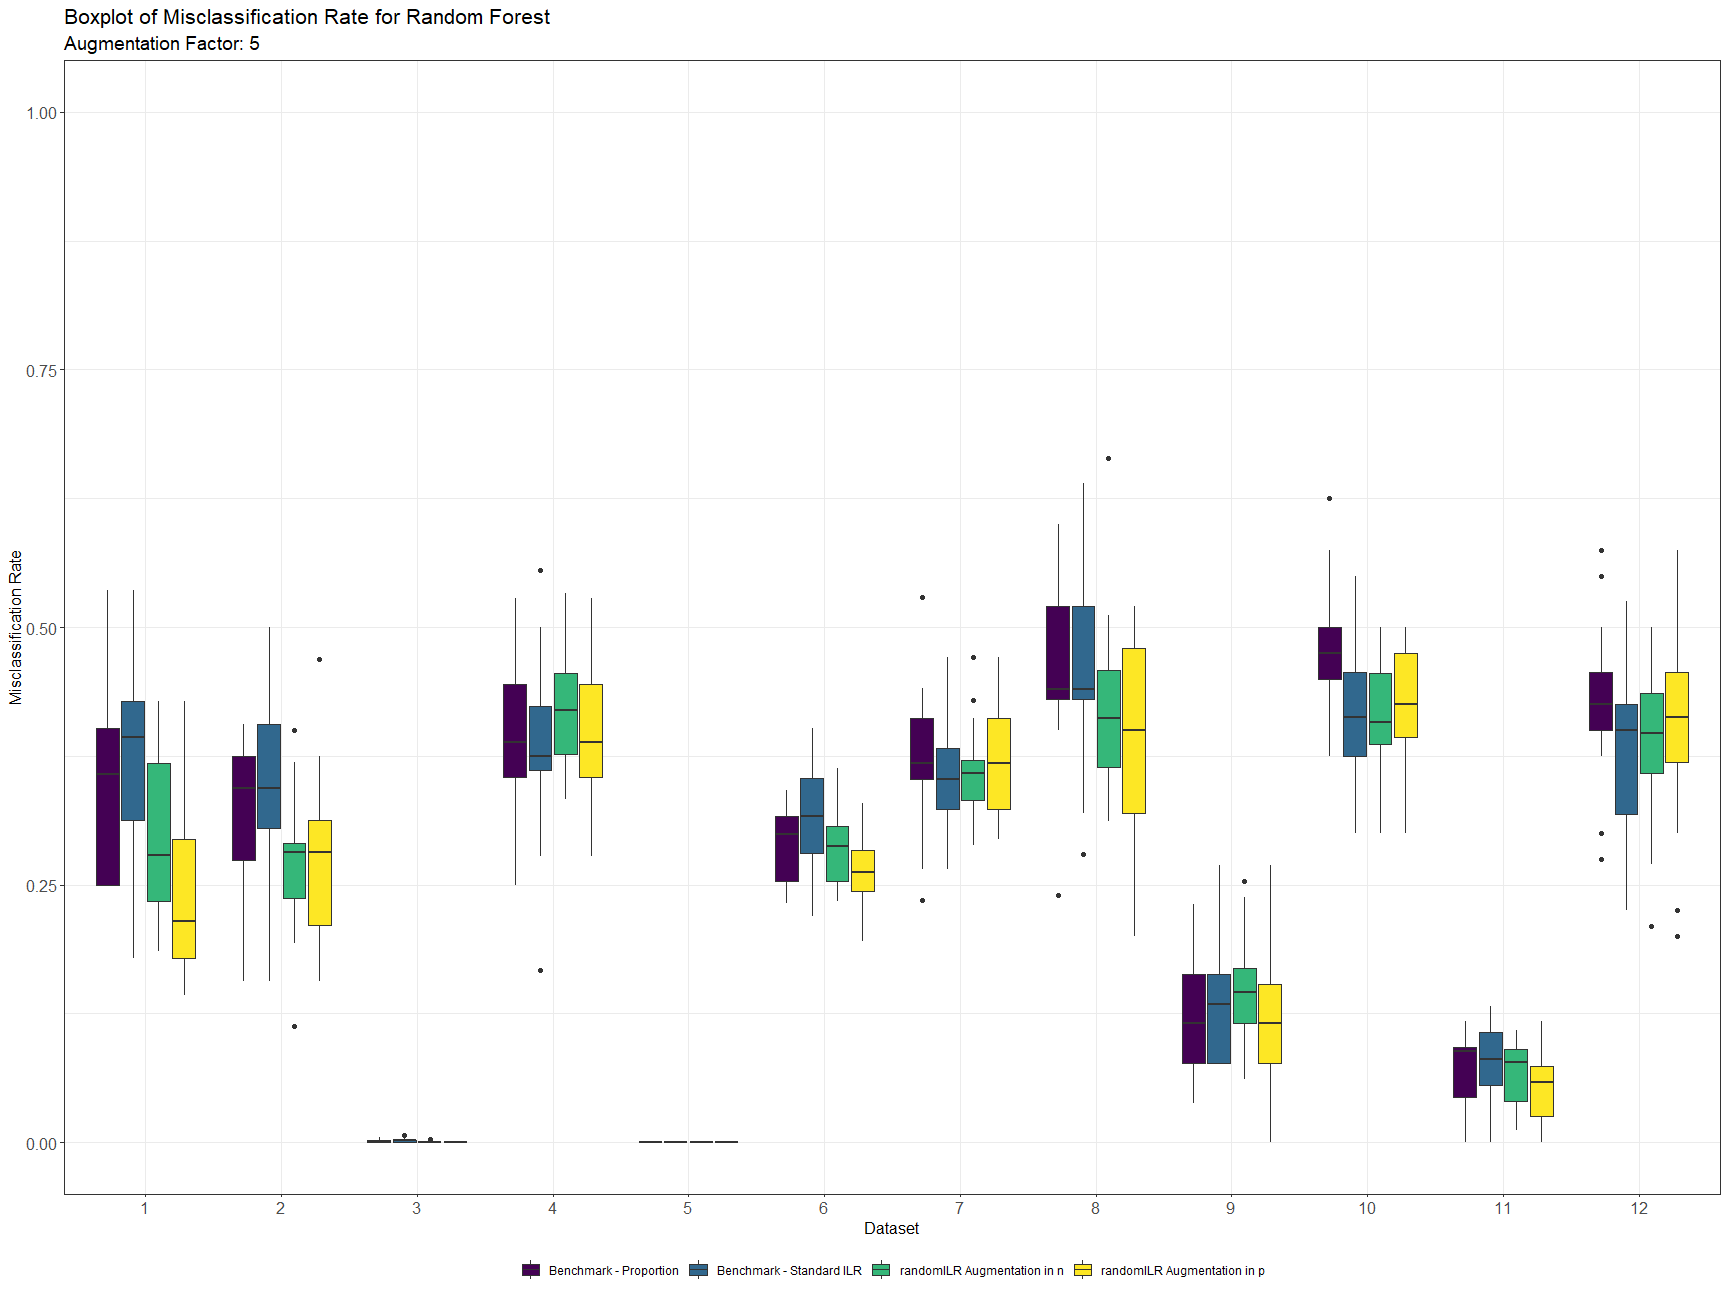 Boxplot of Misclassification Rate for Random Forest
Augmentation Factor: 5
1.00
0.75
0.50
0.25
0.00
Misclassification Rate
1 2 3 4 5 6 7 8 9 10 11 12
Dataset
Benchmark - Proportion Benchmark - Standard ILR randomILR Augmentation in n randomILR Augmentation in p